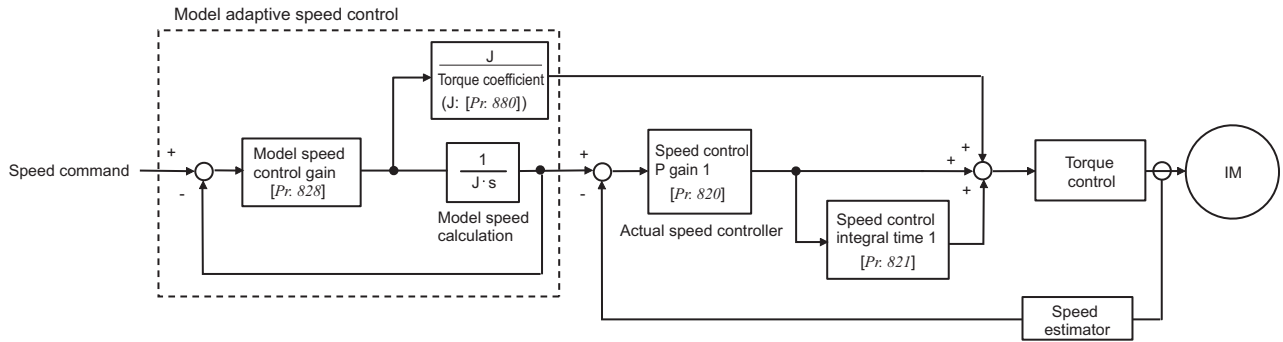 Model adaptive speed control
J
Torque coefficient
(J: [Pr. 880])
Speed command
+
-
Model speed
control gain
[Pr. 828]
1
J·s
Model speed
calculation
+
-
Speed control
P gain 1
[Pr. 820]
Actual speed controller
Speed control
integral time 1
[Pr. 821]
+
+
+
Torque
control
IM
Speed
estimator